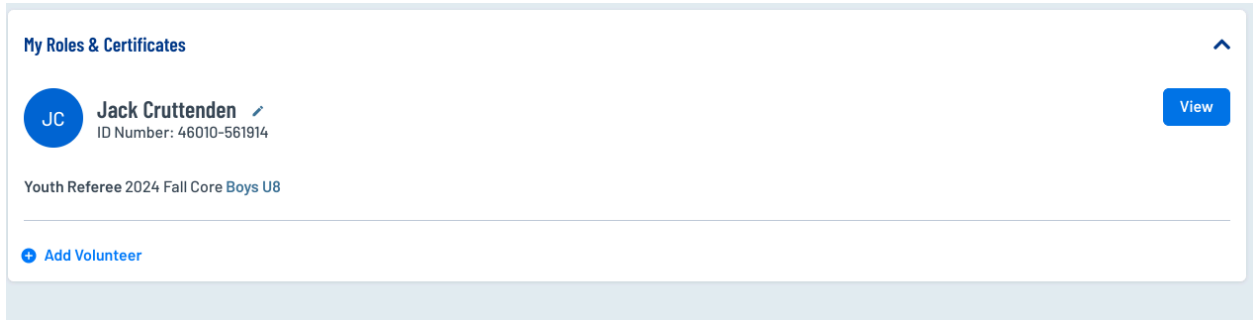 My Roles & Certificates
JC
Jack Cruttenden
View
ID Number: 46010-561914
Youth Referee 2024 Fall Core Boys U8
Add Volunteer